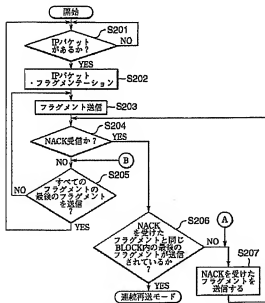 開始
S201
IPパケット
があるか?
NO
YES
IPパケット
・フラグメンテーション
S202
フラグメント送信
S203
S204
NACK受信か?
YES
NO
B
S205
すべての
フラグメントの
最後のフラグメント
を送信
?
NO
YES
S206
NACK
を受けた
フラグメントと同じ
BLOCK内の最後の
フラグメントが送信
されているか
?
NO
YES
A
S207
NACKを受けた
フラグメントを
送信する
連続再送モード